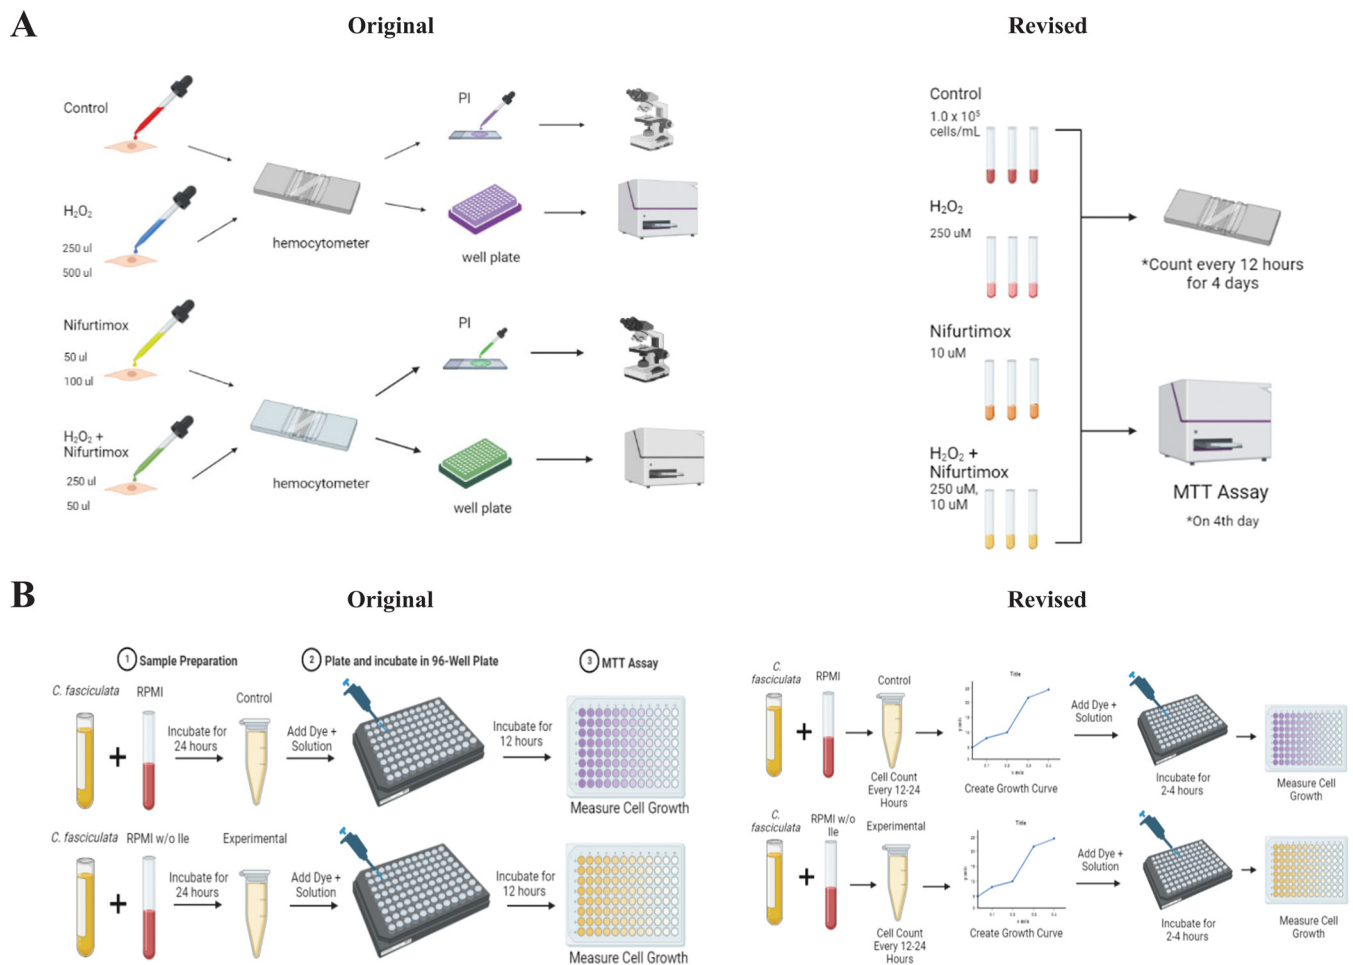 A
Original
Revised
Control
PI
H₂O₂
250 ul
500 ul
hemocytometer
well plate
Nifurtimox
50 ul
100 ul
PI
H₂O₂ +
Nifurtimox
250 ul
50 ul
hemocytometer
well plate
Control
1.0 x 10⁵
cells/mL
H₂O₂
250 uM
Nifurtimox
10 uM
H₂O₂ +
Nifurtimox
250 uM,
10 uM
*Count every 12 hours
for 4 days
MTT Assay
*On 4th day
B
Original
Revised
1 Sample Preparation
2 Plate and incubate in 96-Well Plate
3 MTT Assay
C. fasciculata
+
RPMI
Incubate for
24 hours
Control
Add Dye +
Solution
Incubate for
12 hours
Measure Cell Growth
C. fasciculata
+
RPMI w/o Ile
Incubate for
24 hours
Experimental
Add Dye +
Solution
Incubate for
12 hours
Measure Cell Growth
C.
fasciculata
+
RPMI
Control
Cell Count
Every 12-24
Hours
Title
x axis
Create Growth Curve
Add Dye +
Solution
Incubate for
2-4 hours
Measure Cell
Growth
C.
fasciculata
+
RPMI w/o
Ile
Experimental
Cell Count
Every 12-24
Hours
Title
x axis
Create Growth Curve
Add Dye +
Solution
Incubate for
2-4 hours
Measure Cell
Growth